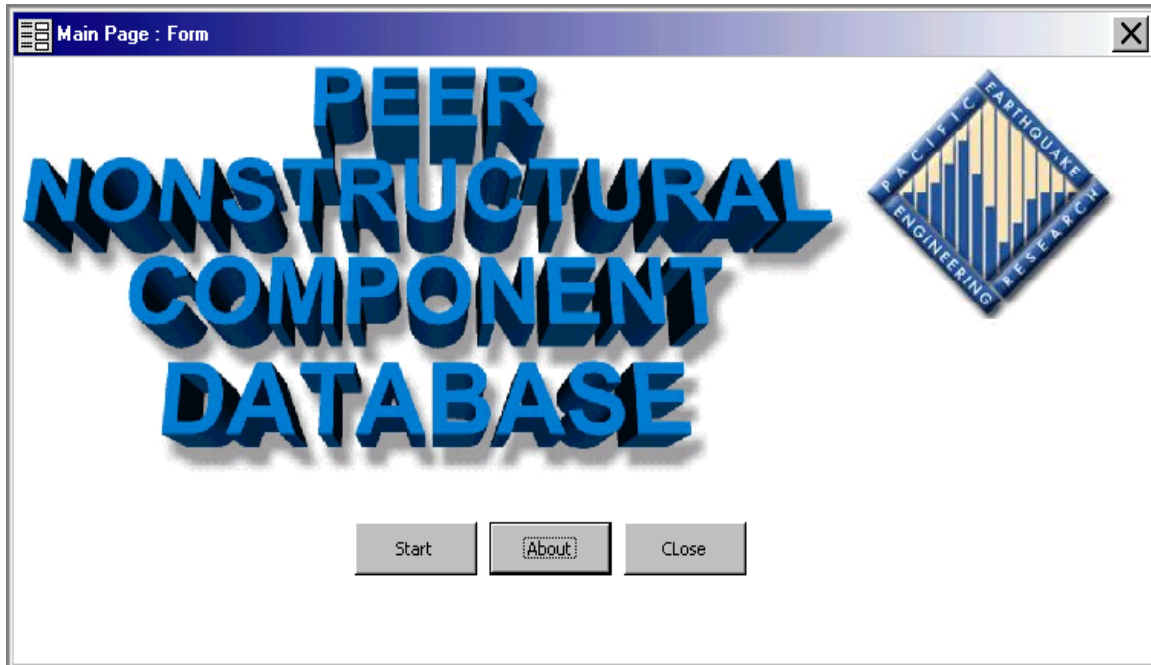 Main Page : Form
PEER
NONSTRUCTURAL
COMPONENT
DATABASE
PACIFIC
EARTHQUAKE
ENGINEERING
RESEARCH
Start
About
CLose